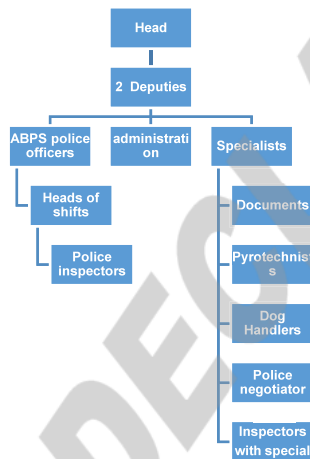 Head
2 Deputies
ABPS police
officers
administrati
on
Specialists
Heads of
shifts
Police
inspectors
Documents
Pyrotechnist
s
Dog
Handlers
Police
negotiator
Inspectors
with special